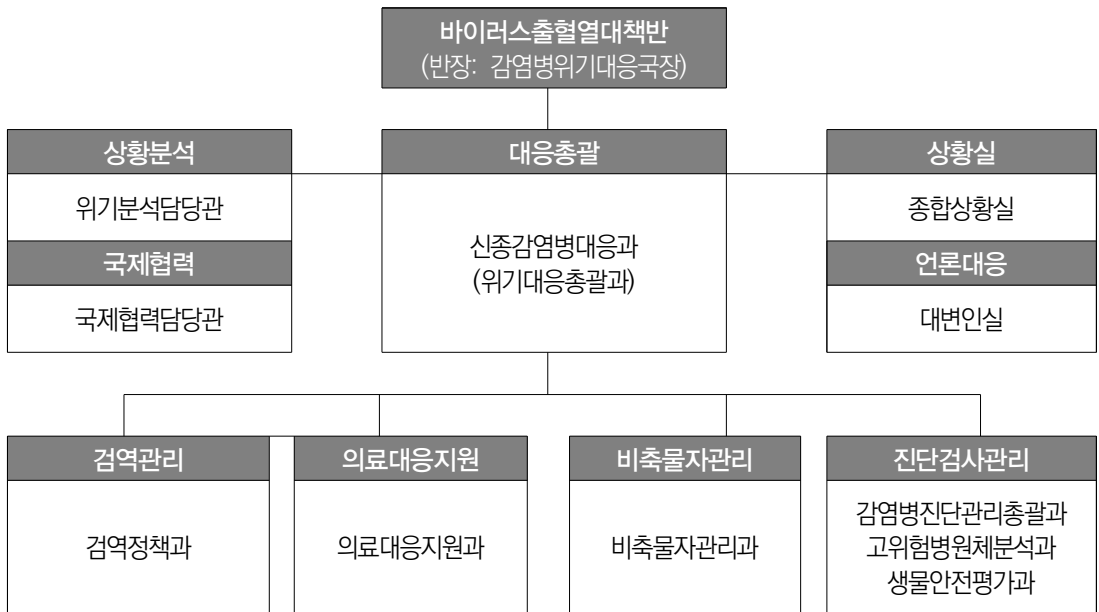 바이러스출혈열대책반
(반장: 감염병위기대응국장)
상황분석
대응총괄
상황실
위기분석담당관
신종감염병대응과
(위기대응총괄과)
종합상황실
국제협력
언론대응
국제협력담당관
대변인실
검역관리
의료대응지원
비축물자관리
진단검사관리
검역정책과
의료대응지원과
비축물자관리과
감염병진단관리총괄과
고위험병원체분석과
생물안전평가과